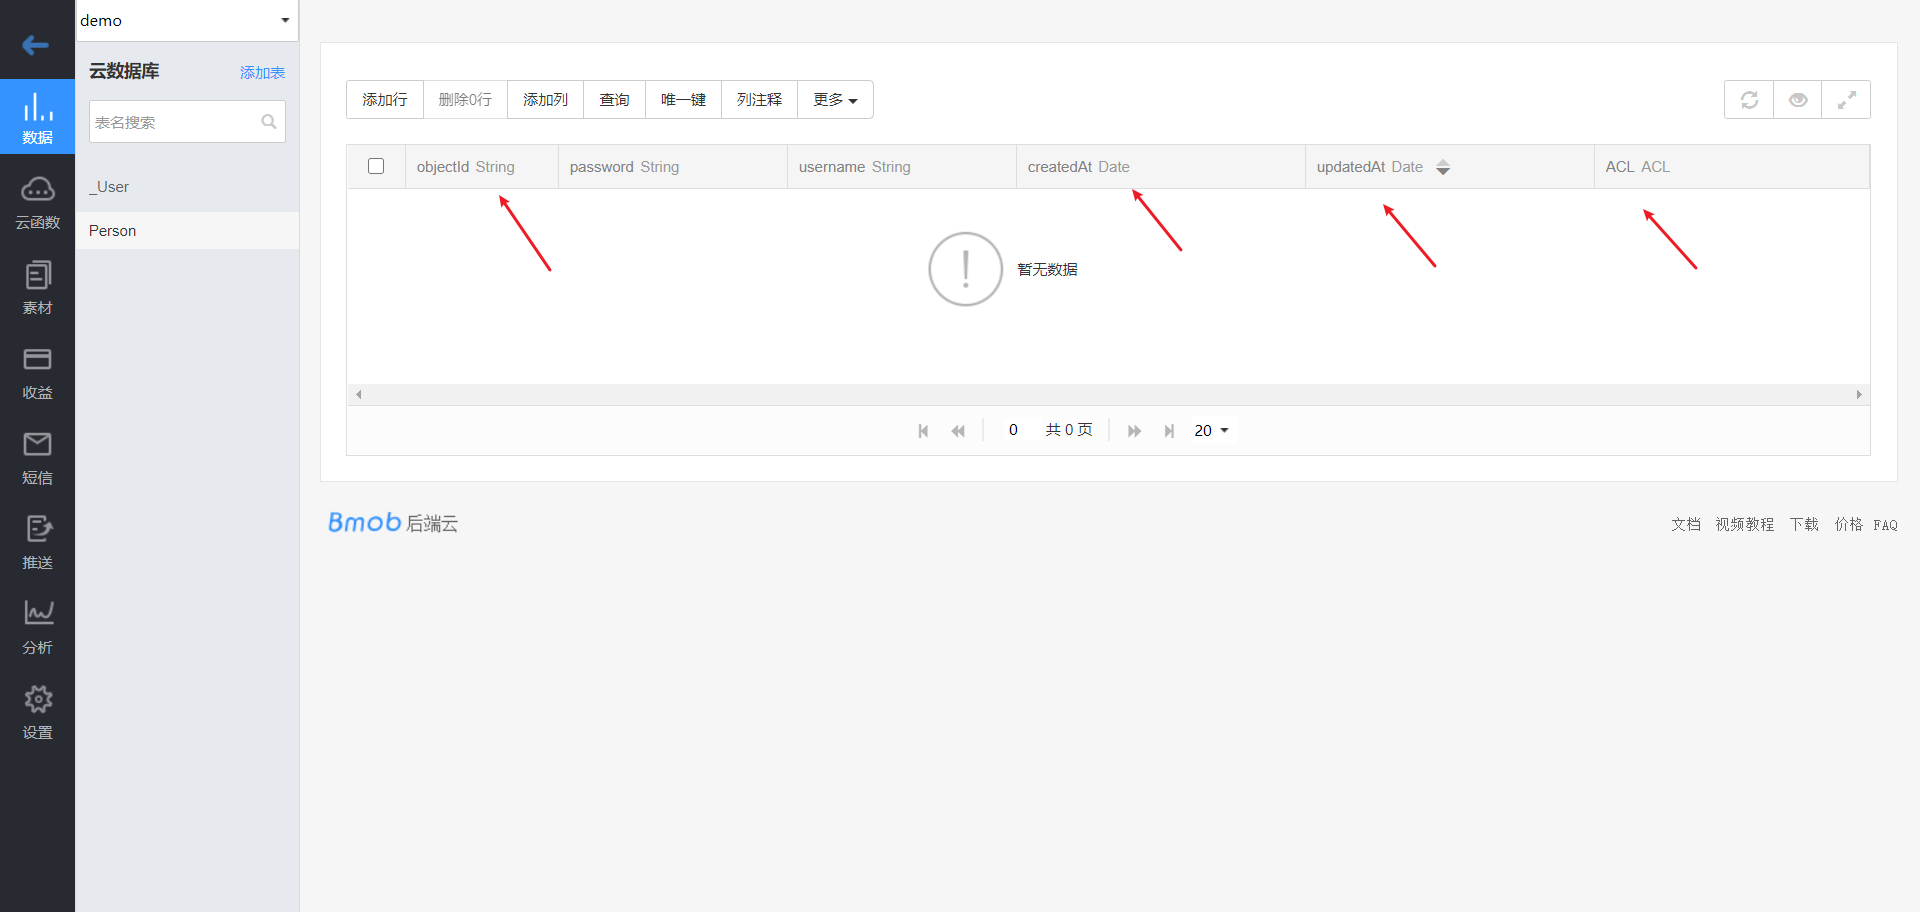 demo
云数据库 添加表
表名搜索
_User
Person
数据
云函数
素材
收益
短信
推送
分析
设置
添加行 删除0行 添加列 查询 唯一键 列注释 更多
objectId String password String username String createdAt Date updatedAt Date ACL ACL
暂无数据
0 共 0 页 20
Bmob 后端云
文档 视频教程 下载 价格 FAQ